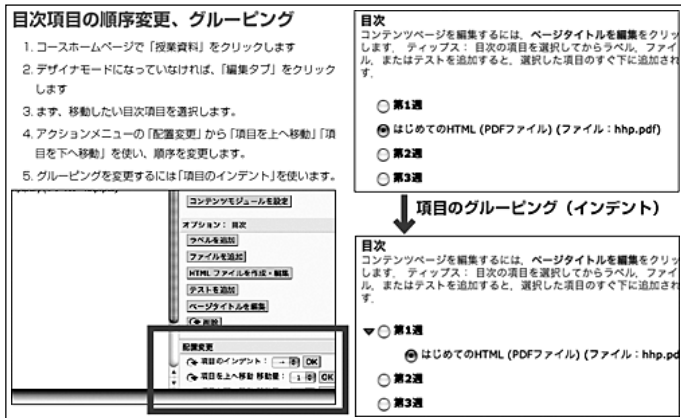 目次項目の順序変更、グルーピング
1. コースホームページで「授業資料」をクリックします
2. デザイナモードになっていなければ、「編集タブ」をクリック
します
3. まず、移動したい目次項目を選択します。
4. アクションメニューの「配置変更」から「項目を上へ移動」「項
目を下へ移動」を使い、順序を変更します。
5. グルーピングを変更するには「項目のインデント」を使います。
コンテンツモジュールを設定
オプション： 目次
ラベルを追加
ファイルを追加
HTML ファイルを作成・編集
テストを追加
ページタイトルを編集
削除
配置変更
項目のインデント： → OK
項目を上へ移動 移動量： 1 OK
目次
コンテンツページを編集するには、ページタイトルを編集をクリッ
します． ティップス： 目次の項目を選択してからラベル、ファイ
ル、またはテストを追加すると、選択した項目のすぐ下に追加され
す．
第1週
はじめてのHTML (PDFファイル) (ファイル：hhp.pdf)
第2週
第3週
項目のグルーピング（インデント）
目次
コンテンツページを編集するには、ページタイトルを編集をクリッ
します． ティップス： 目次の項目を選択してからラベル、ファイ
ル、またはテストを追加すると、選択した項目のすぐ下に追加され
す．
第1週
はじめてのHTML (PDFファイル) (ファイル：hhp.pd
第2週
第3週